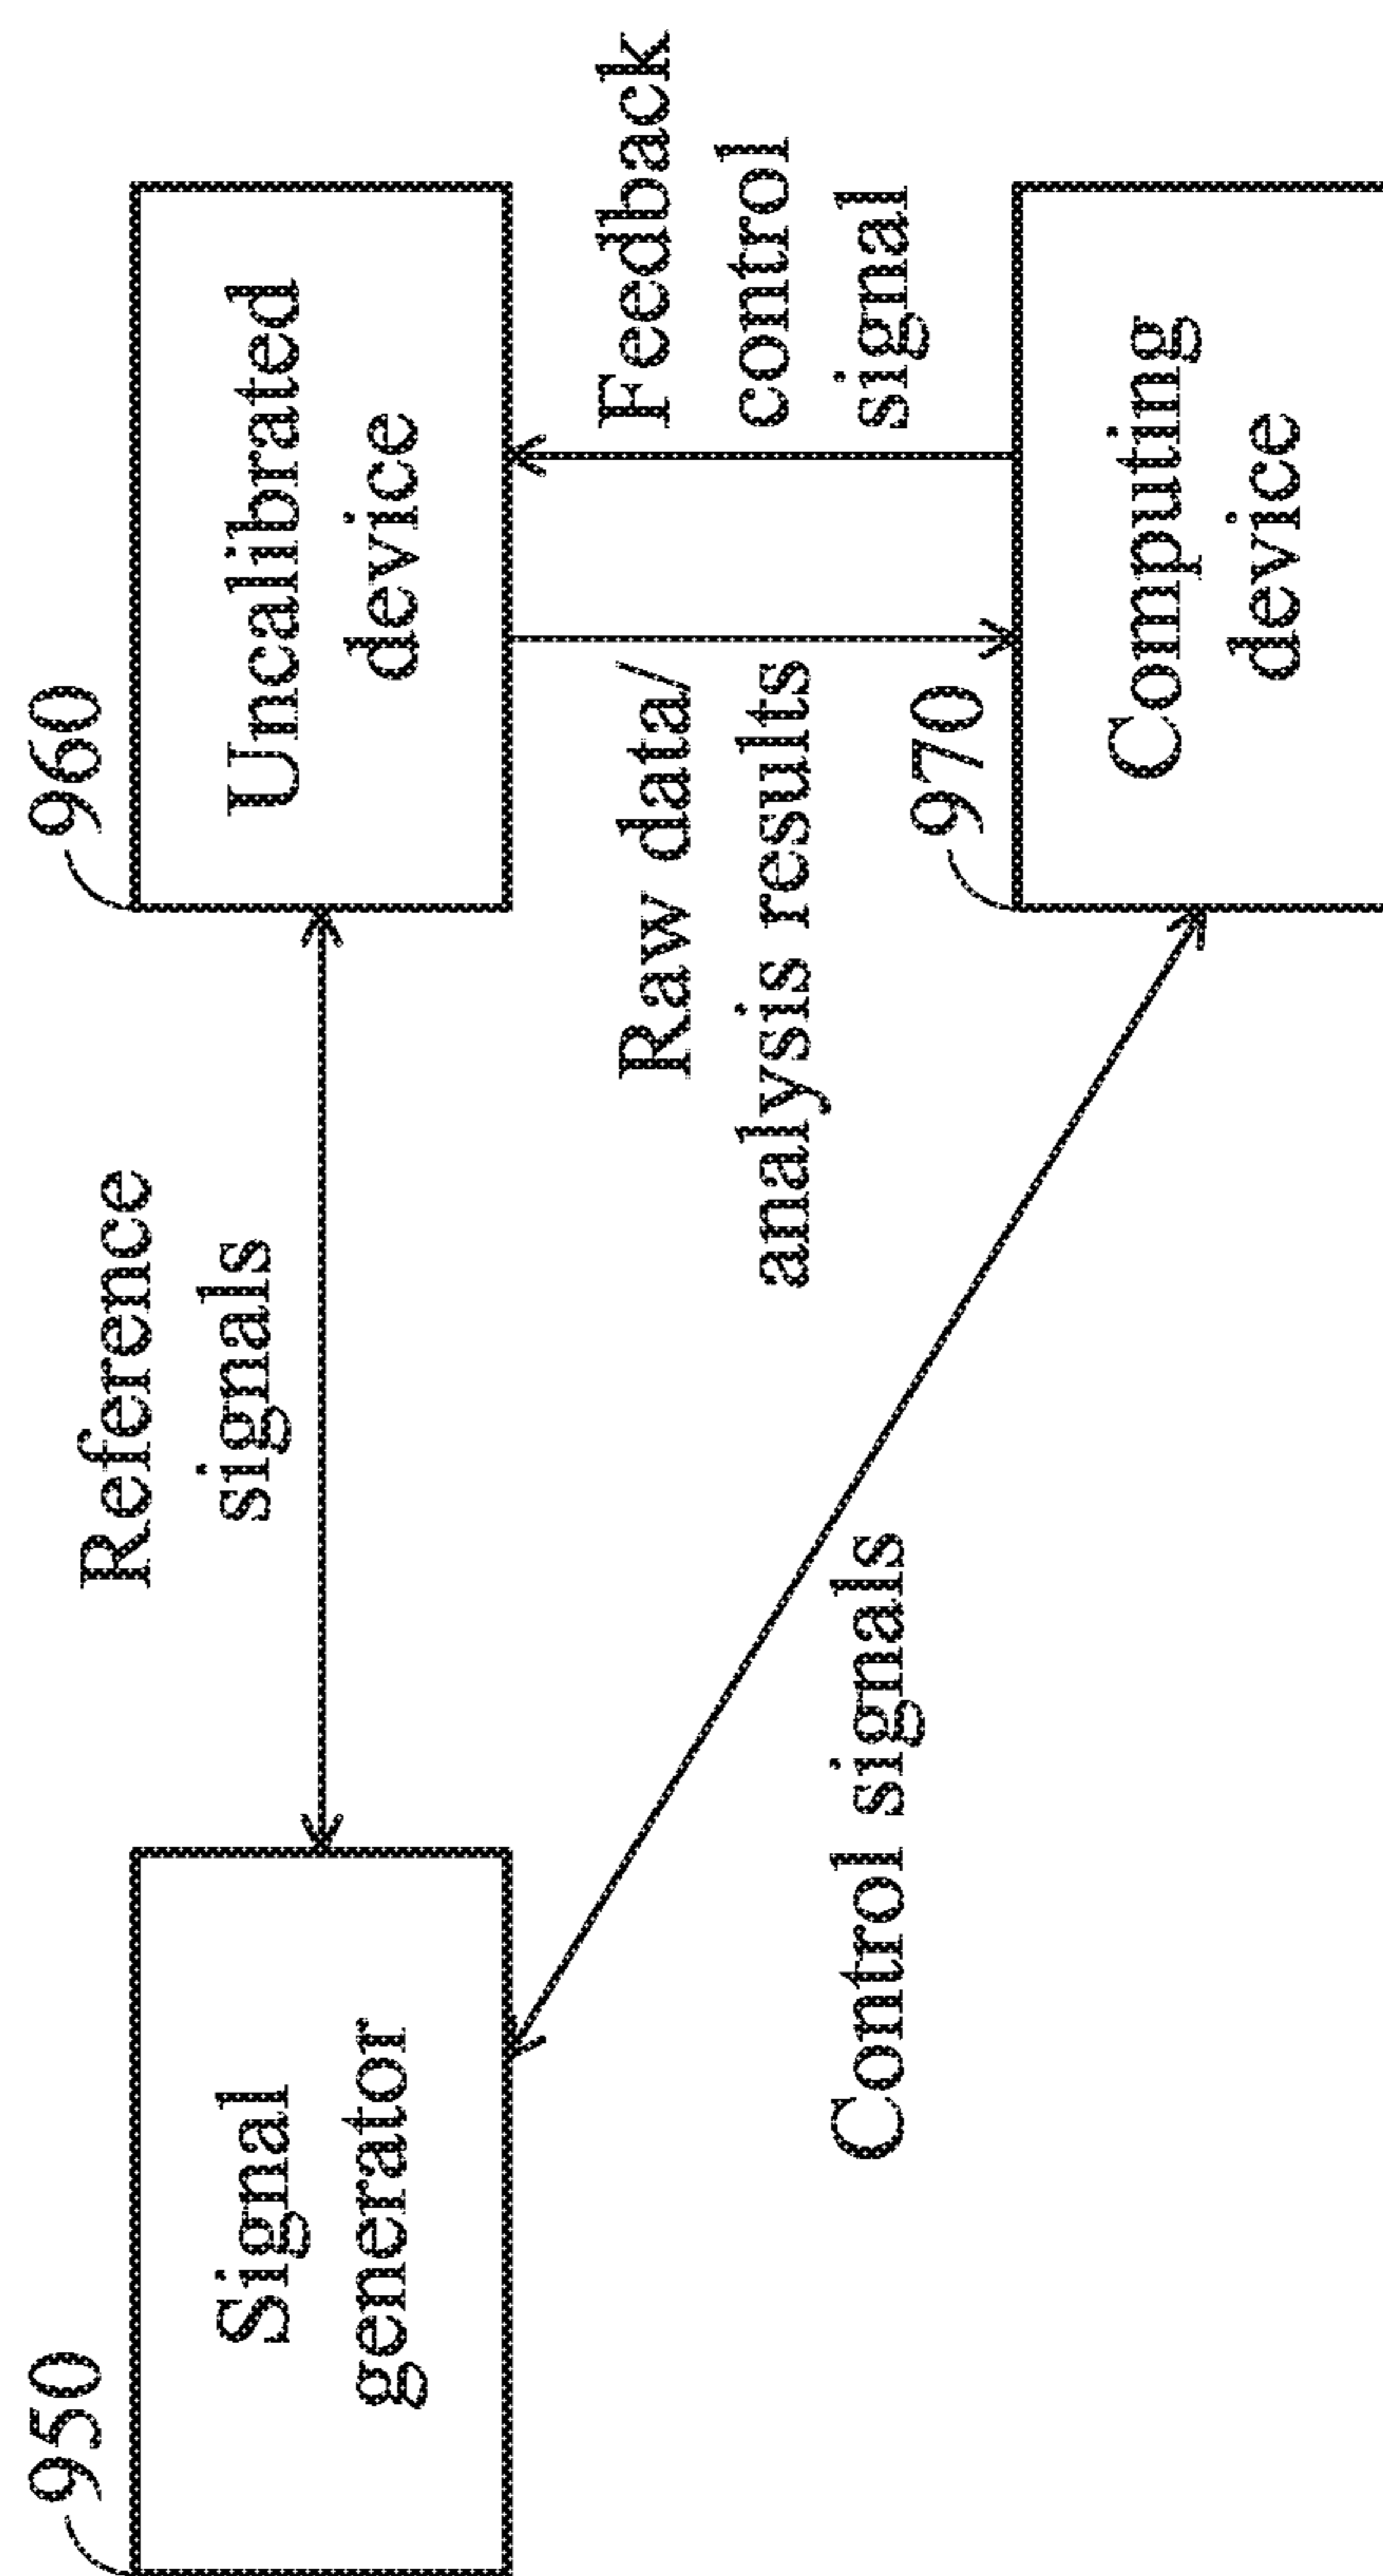 950
Signal
generator
Reference
signals
960
Uncalibrated
device
Control signals
Raw data/
analysis results
Feedback
control
signal
970
Computing
device